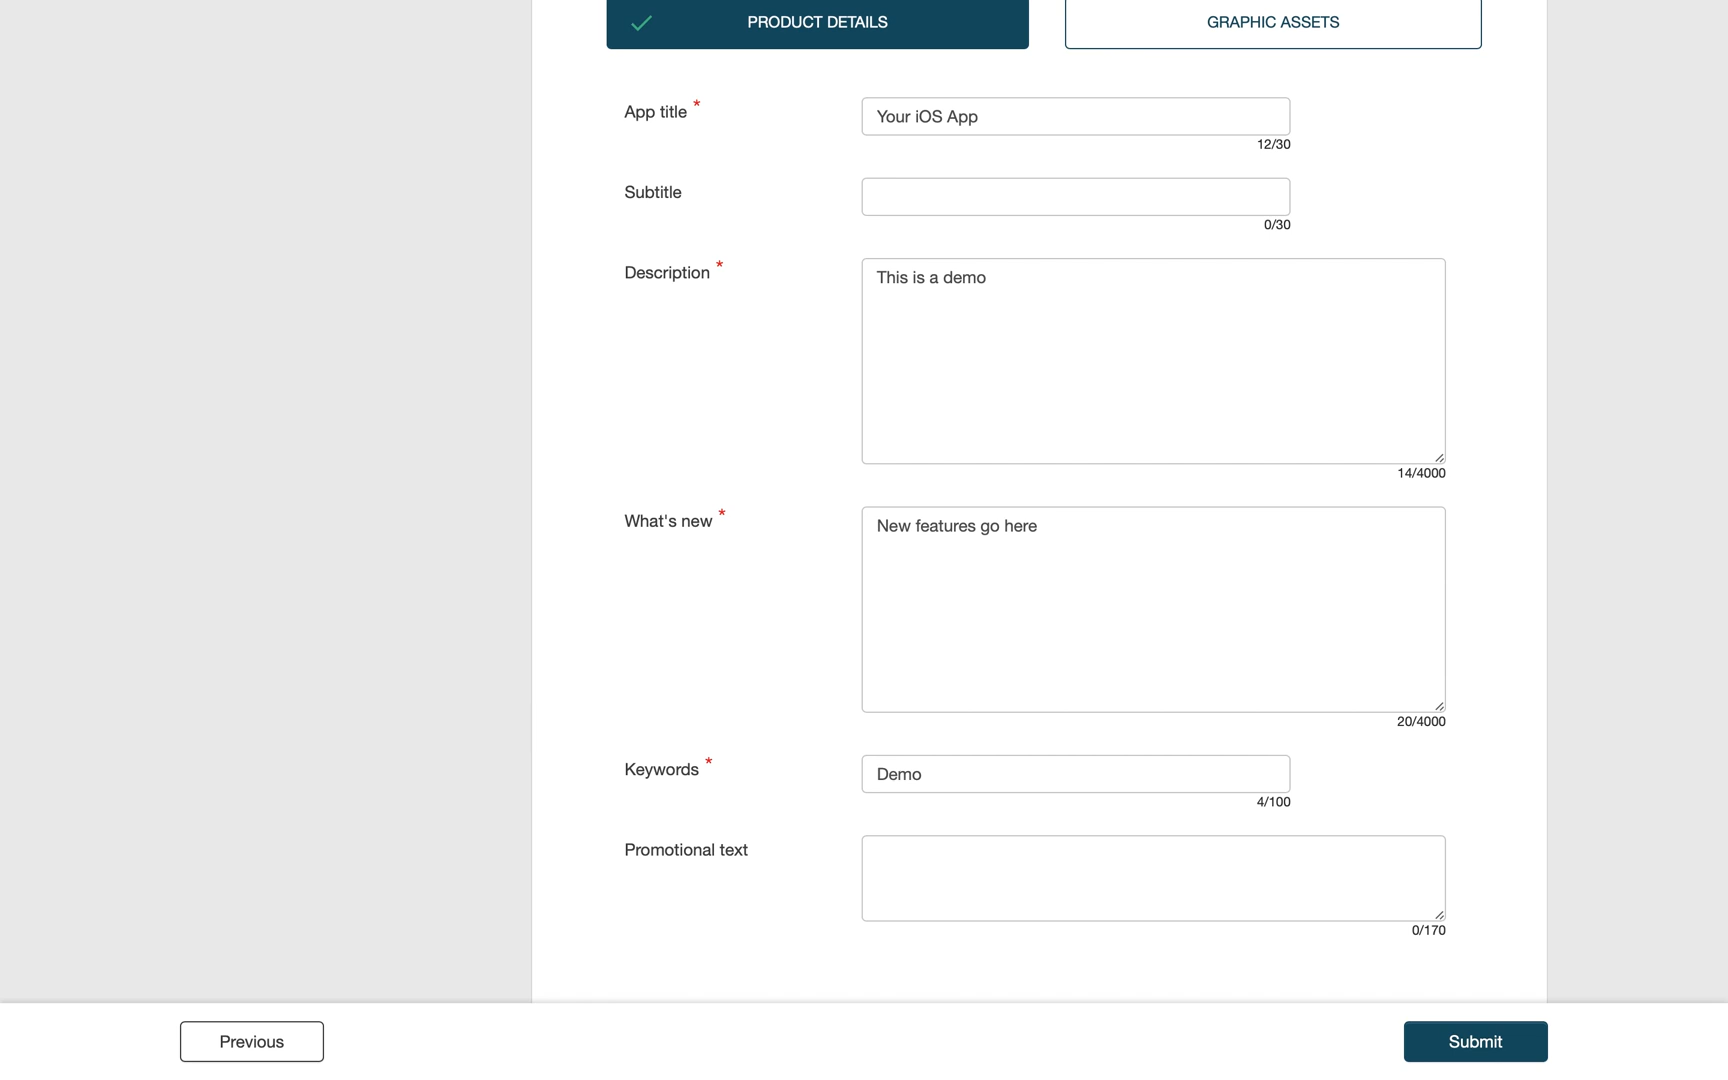 PRODUCT DETAILS
GRAPHIC ASSETS
App title *
Your iOS App
12/30
Subtitle
0/30
Description *
This is a demo
14/4000
What's new *
New features go here
20/4000
Keywords *
Demo
4/100
Promotional text
0/170
Previous
Submit